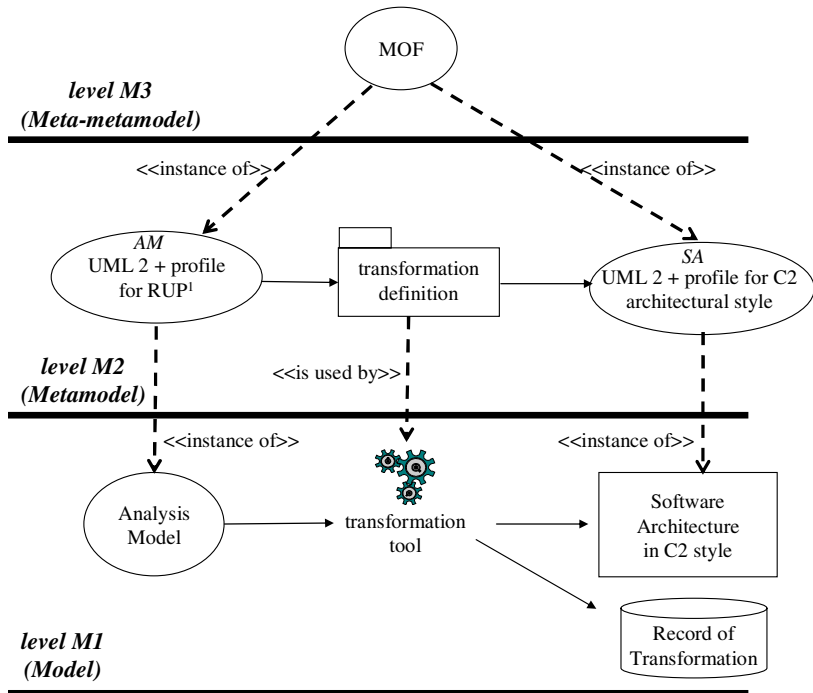 MOF
level M3
(Meta-metamodel)
<<instance of>>
<<instance of>>
AM
UML 2 + profile
for RUP¹
transformation
definition
SA
UML 2 + profile for C2
architectural style
level M2
(Metamodel)
<<is used by>>
<<instance of>>
<<instance of>>
Analysis
Model
transformation
tool
Software
Architecture
in C2 style
Record of
Transformation
level M1
(Model)